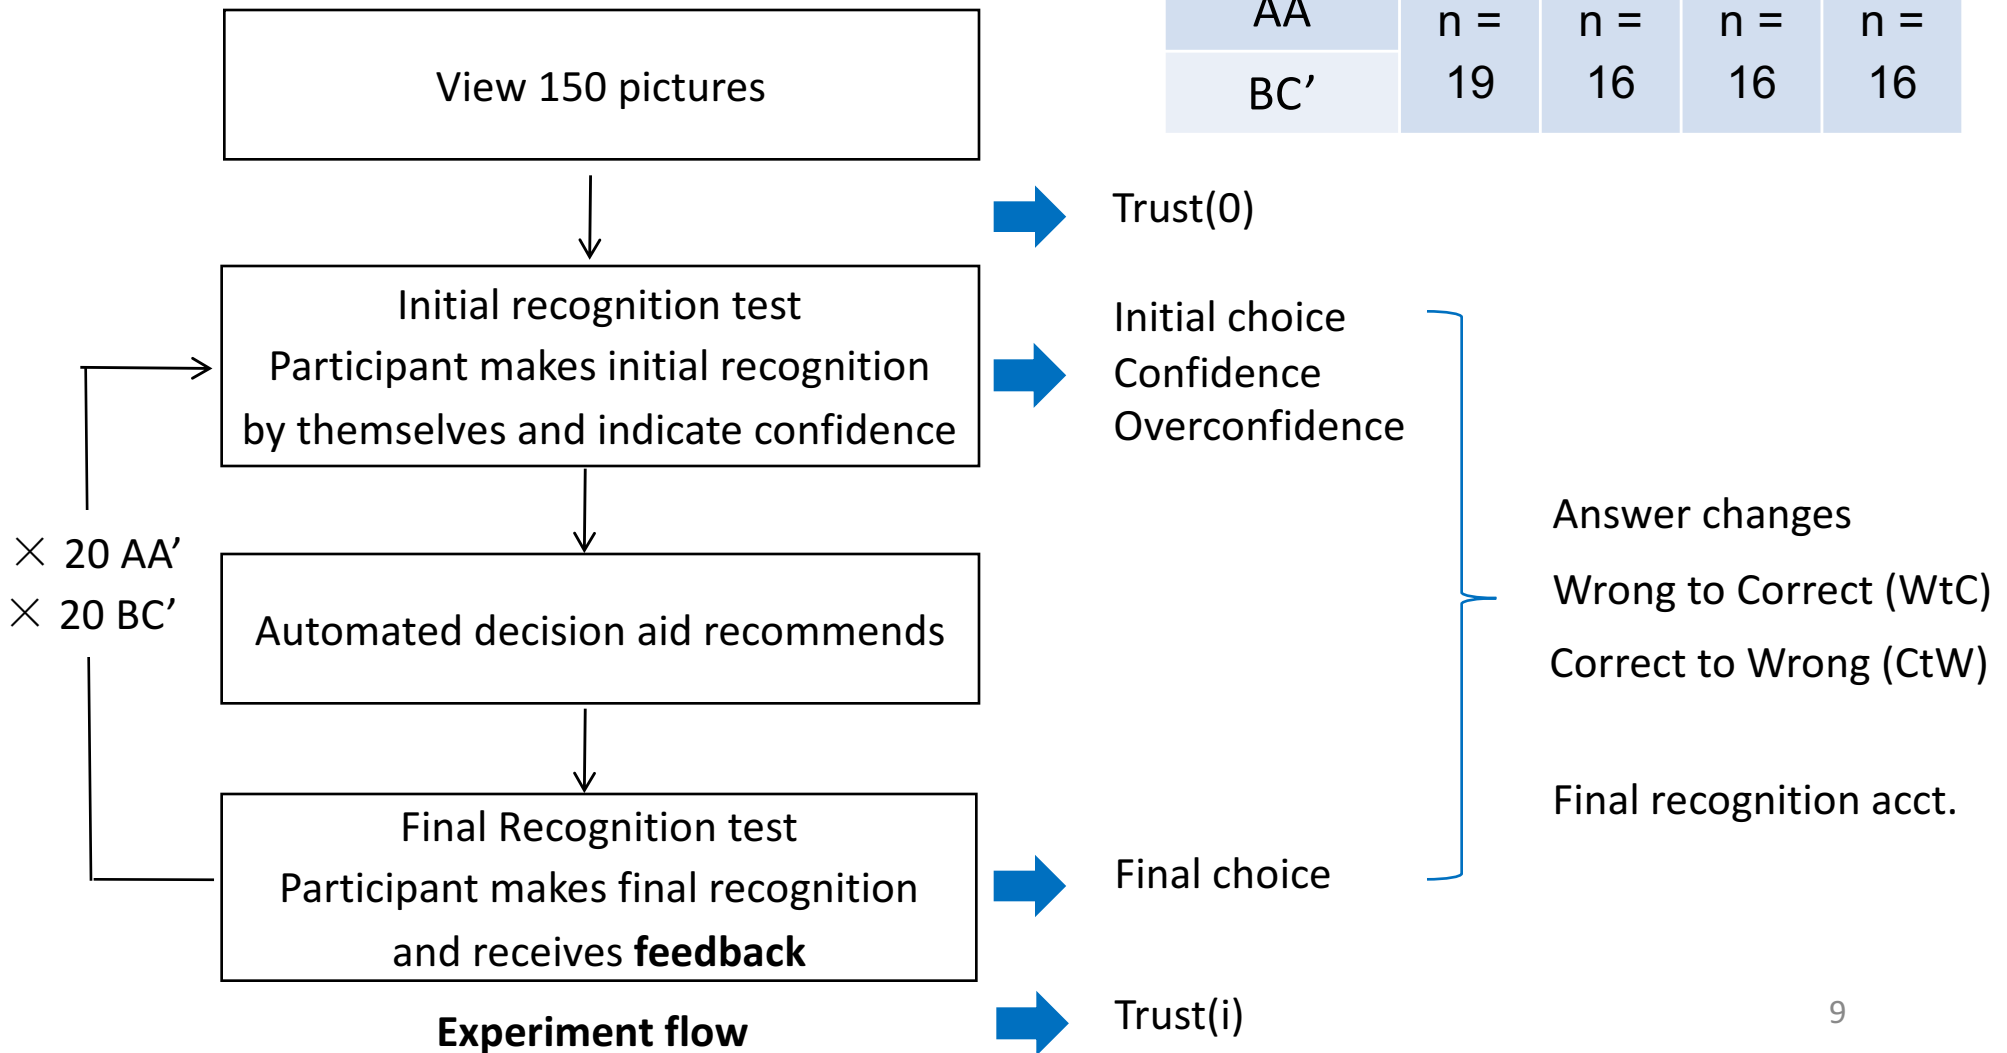 AA
n = n = n = n =
BC’ 19 16 16 16
View 150 pictures
Trust(0)
Initial recognition test
Participant makes initial recognition
by themselves and indicate confidence
Initial choice
Confidence
Overconfidence
× 20 AA’
× 20 BC’
Automated decision aid recommends
Answer changes
Wrong to Correct (WtC)
Correct to Wrong (CtW)
Final recognition acct.
Final Recognition test
Participant makes final recognition
and receives feedback
Final choice
Experiment flow
Trust(i)
9